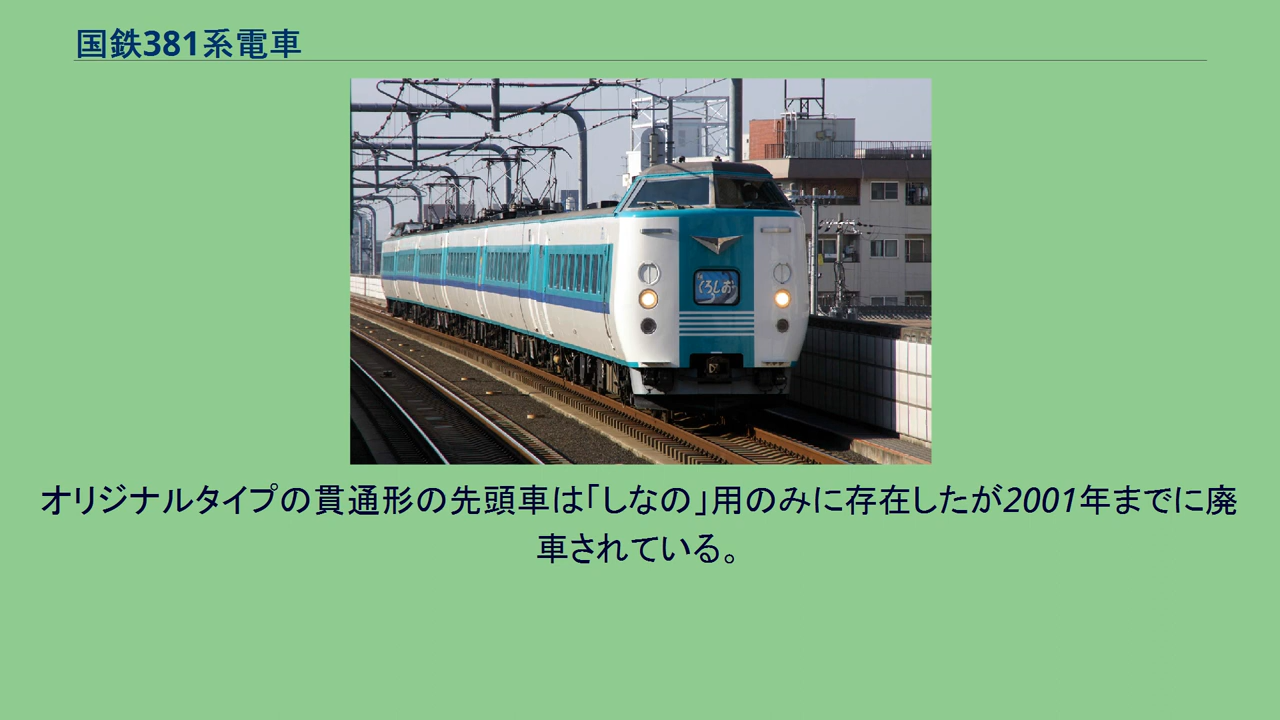 国鉄381系電車
くろしお
オリジナルタイプの貫通形の先頭車は「しなの」用のみに存在したが2001年までに廃
車されている。